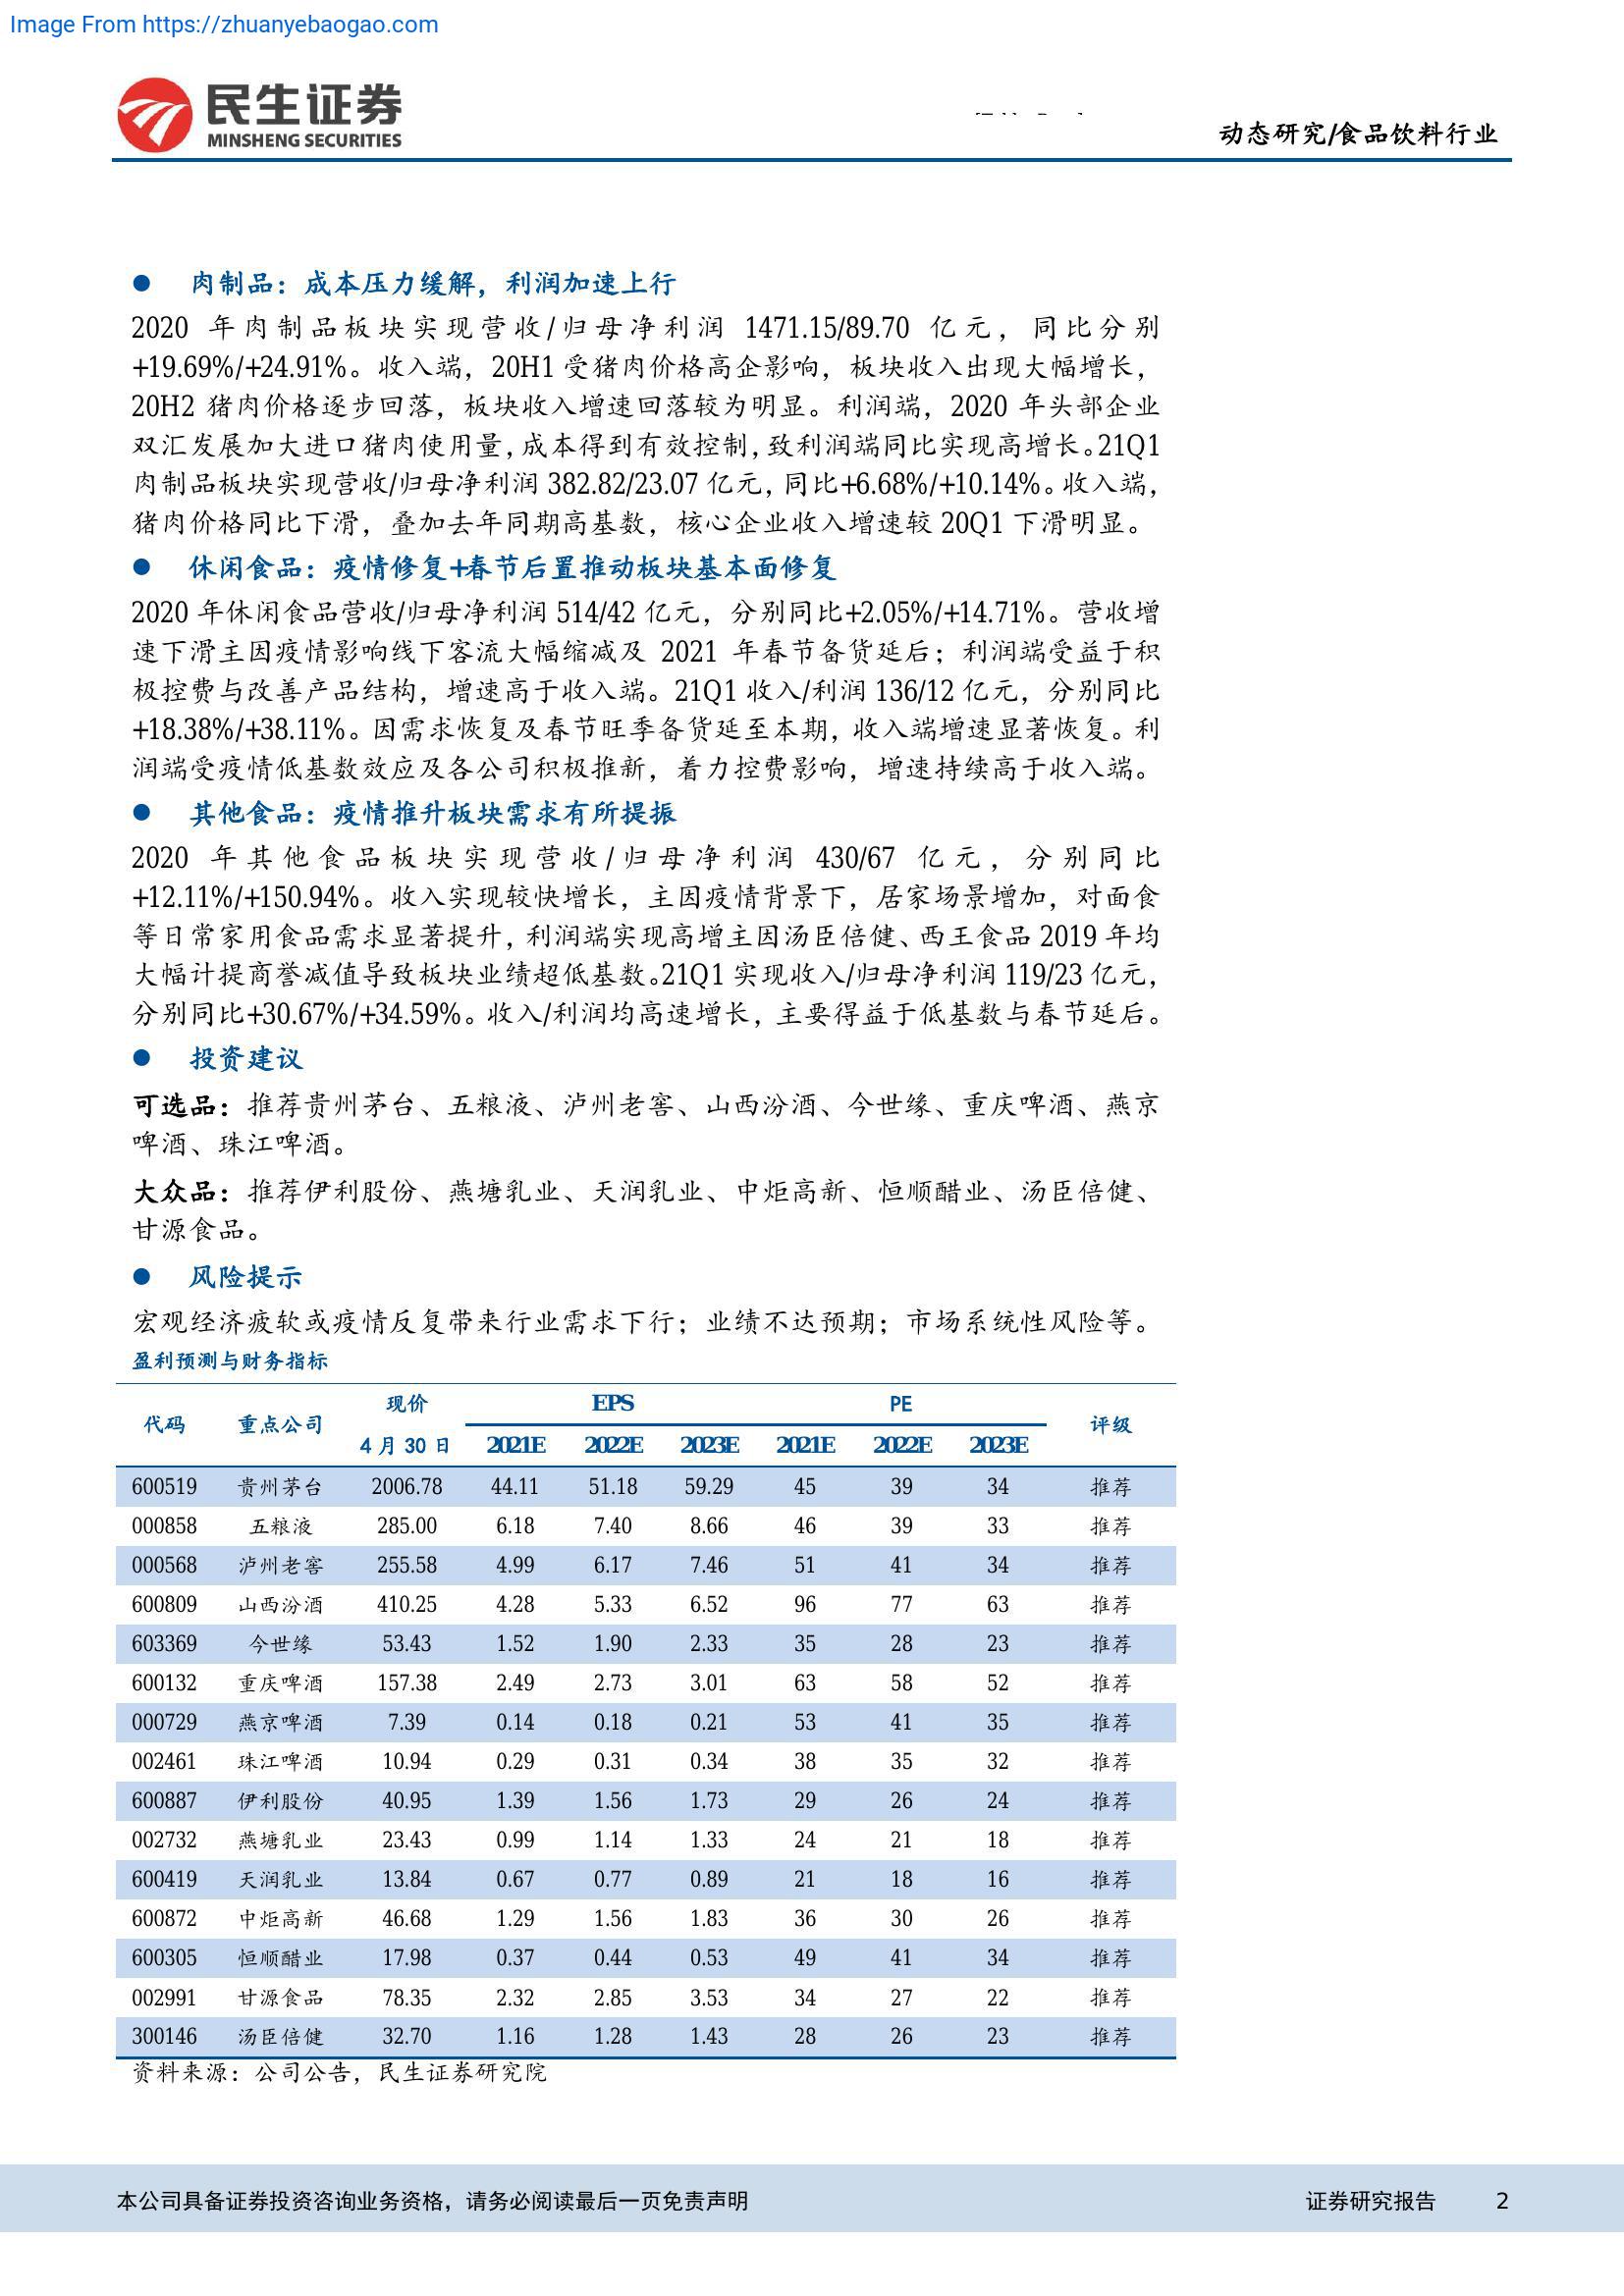 Image From https://zhuanyebaogao.com
民生证券
MINSHENG SECURITIES
动态研究/食品饮料行业
● 肉制品：成本压力缓解，利润加速上行
2020 年肉制品板块实现营收/归母净利润 1471.15/89.70 亿元，同比分别
+19.69%/+24.91%。收入端，20H1 受猪肉价格高企影响，板块收入出现大幅增长，
20H2 猪肉价格逐步回落，板块收入增速回落较为明显。利润端，2020 年头部企业
双汇发展加大进口猪肉使用量，成本得到有效控制，致利润端同比实现高增长。21Q1
肉制品板块实现营收/归母净利润 382.82/23.07 亿元，同比+6.68%/+10.14%。收入端，
猪肉价格同比下滑，叠加去年同期高基数，核心企业收入增速较 20Q1 下滑明显。
● 休闲食品：疫情修复+春节后置推动板块基本面修复
2020 年休闲食品营收/归母净利润 514/42 亿元，分别同比+2.05%/+14.71%。营收增
速下滑主因疫情影响线下客流大幅缩减及 2021 年春节备货延后；利润端受益于积
极控费与改善产品结构，增速高于收入端。21Q1 收入/利润 136/12 亿元，分别同比
+18.38%/+38.11%。因需求恢复及春节旺季备货延至本期，收入端增速显著恢复。利
润端受疫情低基数效应及各公司积极推新，着力控费影响，增速持续高于收入端。
● 其他食品：疫情推升板块需求有所提振
2020 年其他食品板块实现营收/归母净利润 430/67 亿元，分别同比
+12.11%/+150.94%。收入实现较快增长，主因疫情背景下，居家场景增加，对面食
等日常家用食品需求显著提升，利润端实现高增主因汤臣倍健、西王食品 2019 年均
大幅计提商誉减值导致板块业绩超低基数。21Q1 实现收入/归母净利润 119/23 亿元，
分别同比+30.67%/+34.59%。收入/利润均高速增长，主要得益于低基数与春节延后。
● 投资建议
可选品：推荐贵州茅台、五粮液、泸州老窖、山西汾酒、今世缘、重庆啤酒、燕京
啤酒、珠江啤酒。
大众品：推荐伊利股份、燕塘乳业、天润乳业、中炬高新、恒顺醋业、汤臣倍健、
甘源食品。
● 风险提示
宏观经济疲软或疫情反复带来行业需求下行；业绩不达预期；市场系统性风险等。
盈利预测与财务指标
代码 重点公司 现价 EPS PE 评级
4 月 30 日 2021E 2022E 2023E 2021E 2022E 2023E
600519 贵州茅台 2006.78 44.11 51.18 59.29 45 39 34 推荐
000858 五粮液 285.00 6.18 7.40 8.66 46 39 33 推荐
000568 泸州老窖 255.58 4.99 6.17 7.46 51 41 34 推荐
600809 山西汾酒 410.25 4.28 5.33 6.52 96 77 63 推荐
603369 今世缘 53.43 1.52 1.90 2.33 35 28 23 推荐
600132 重庆啤酒 157.38 2.49 2.73 3.01 63 58 52 推荐
000729 燕京啤酒 7.39 0.14 0.18 0.21 53 41 35 推荐
002461 珠江啤酒 10.94 0.29 0.31 0.34 38 35 32 推荐
600887 伊利股份 40.95 1.39 1.56 1.73 29 26 24 推荐
002732 燕塘乳业 23.43 0.99 1.14 1.33 24 21 18 推荐
600419 天润乳业 13.84 0.67 0.77 0.89 21 18 16 推荐
600872 中炬高新 46.68 1.29 1.56 1.83 36 30 26 推荐
600305 恒顺醋业 17.98 0.37 0.44 0.53 49 41 34 推荐
002991 甘源食品 78.35 2.32 2.85 3.53 34 27 22 推荐
300146 汤臣倍健 32.70 1.16 1.28 1.43 28 26 23 推荐
资料来源：公司公告，民生证券研究院
本公司具备证券投资咨询业务资格，请务必阅读最后一页免责声明 证券研究报告 2